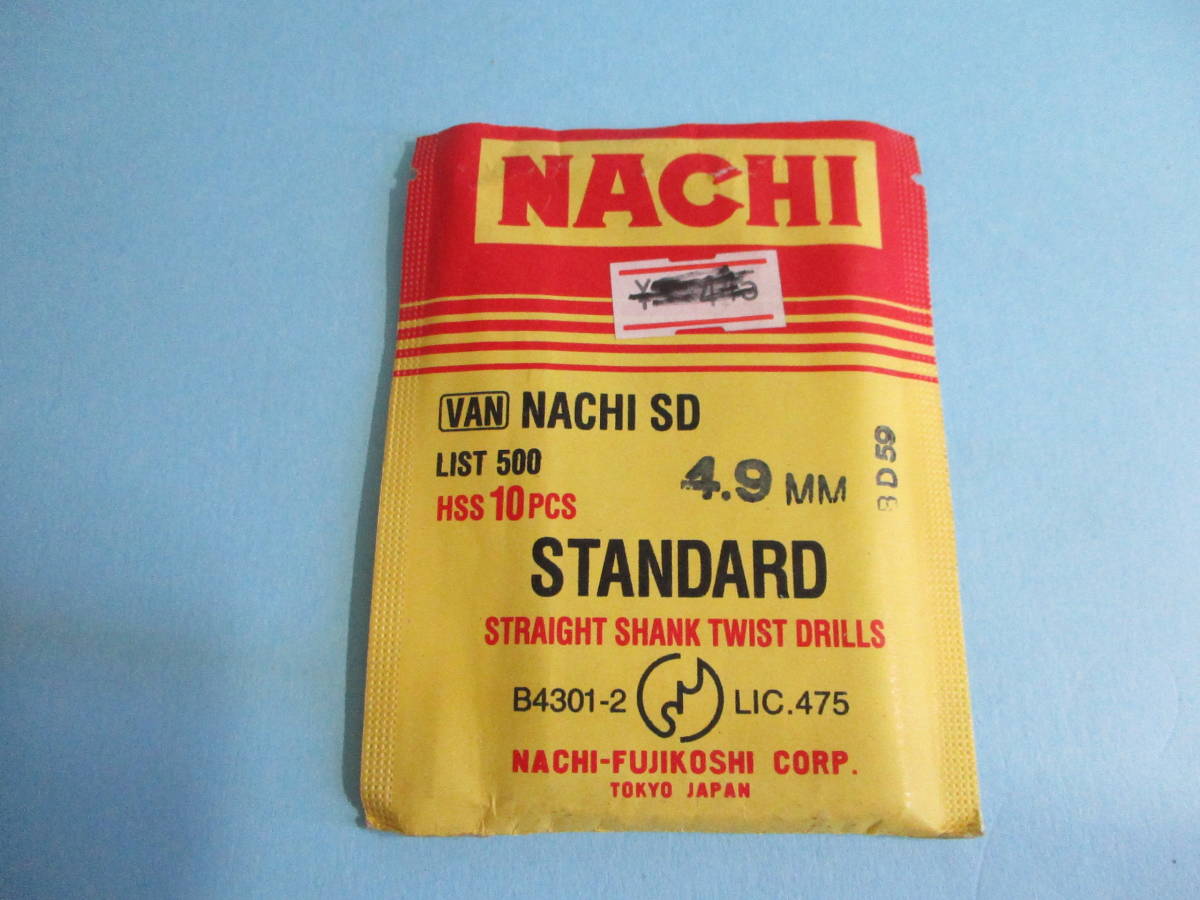 NACHI
¥
VAN NACHI SD
LIST 500
4.9 MM
HSS 10 PCS
D59
STANDARD
STRAIGHT SHANK TWIST DRILLS
B4301-2 LIC.475
NACHI-FUJIKOSHI CORP.
TOKYO JAPAN